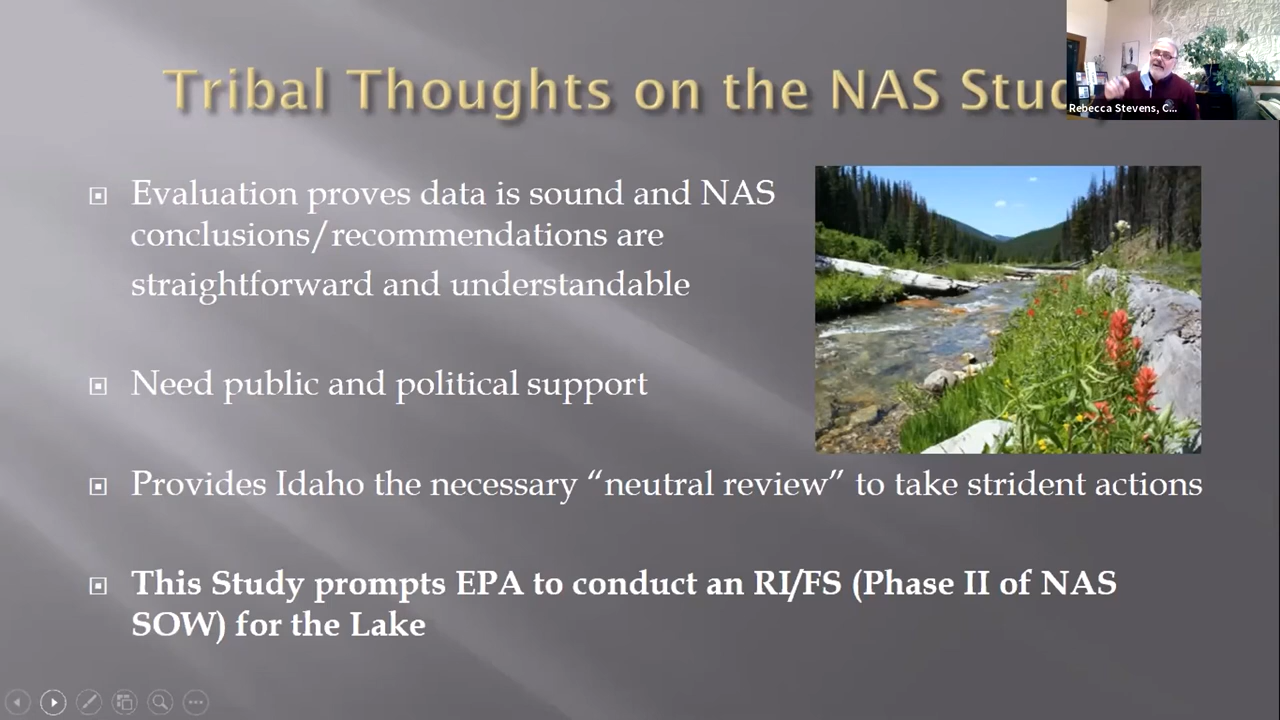 Tribal Thoughts on the NAS
Rebecca Stevens, C...
Evaluation proves data is sound and NAS
conclusions/recommendations are
straightforward and understandable
Need public and political support
Provides Idaho the necessary “neutral review” to take strident actions
This Study prompts EPA to conduct an RI/FS (Phase II of NAS
SOW) for the Lake